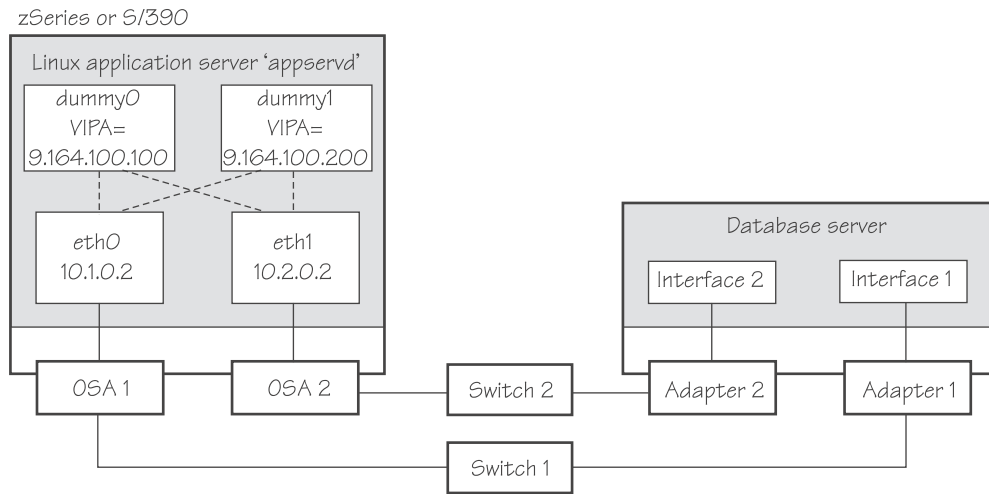 zSeries or S/390
Linux application server ‘appservd’
dummy0
VIPA=
9.164.100.100
dummy1
VIPA=
9.164.100.200
eth0
10.1.0.2
eth1
10.2.0.2
Database server
Interface 2
Interface 1
OSA 1
OSA 2
Switch 2
Adapter 2
Adapter 1
Switch 1